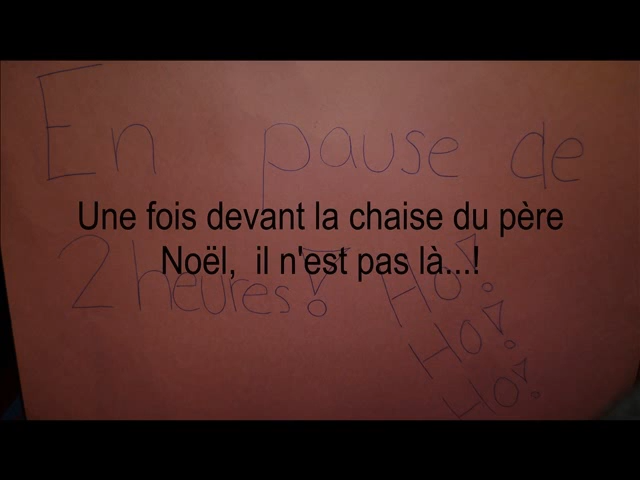 En pause de
Une fois devant la chaise du père
Noël, il n'est pas là...!
2 heures! Ho!
Ho!
Ho!